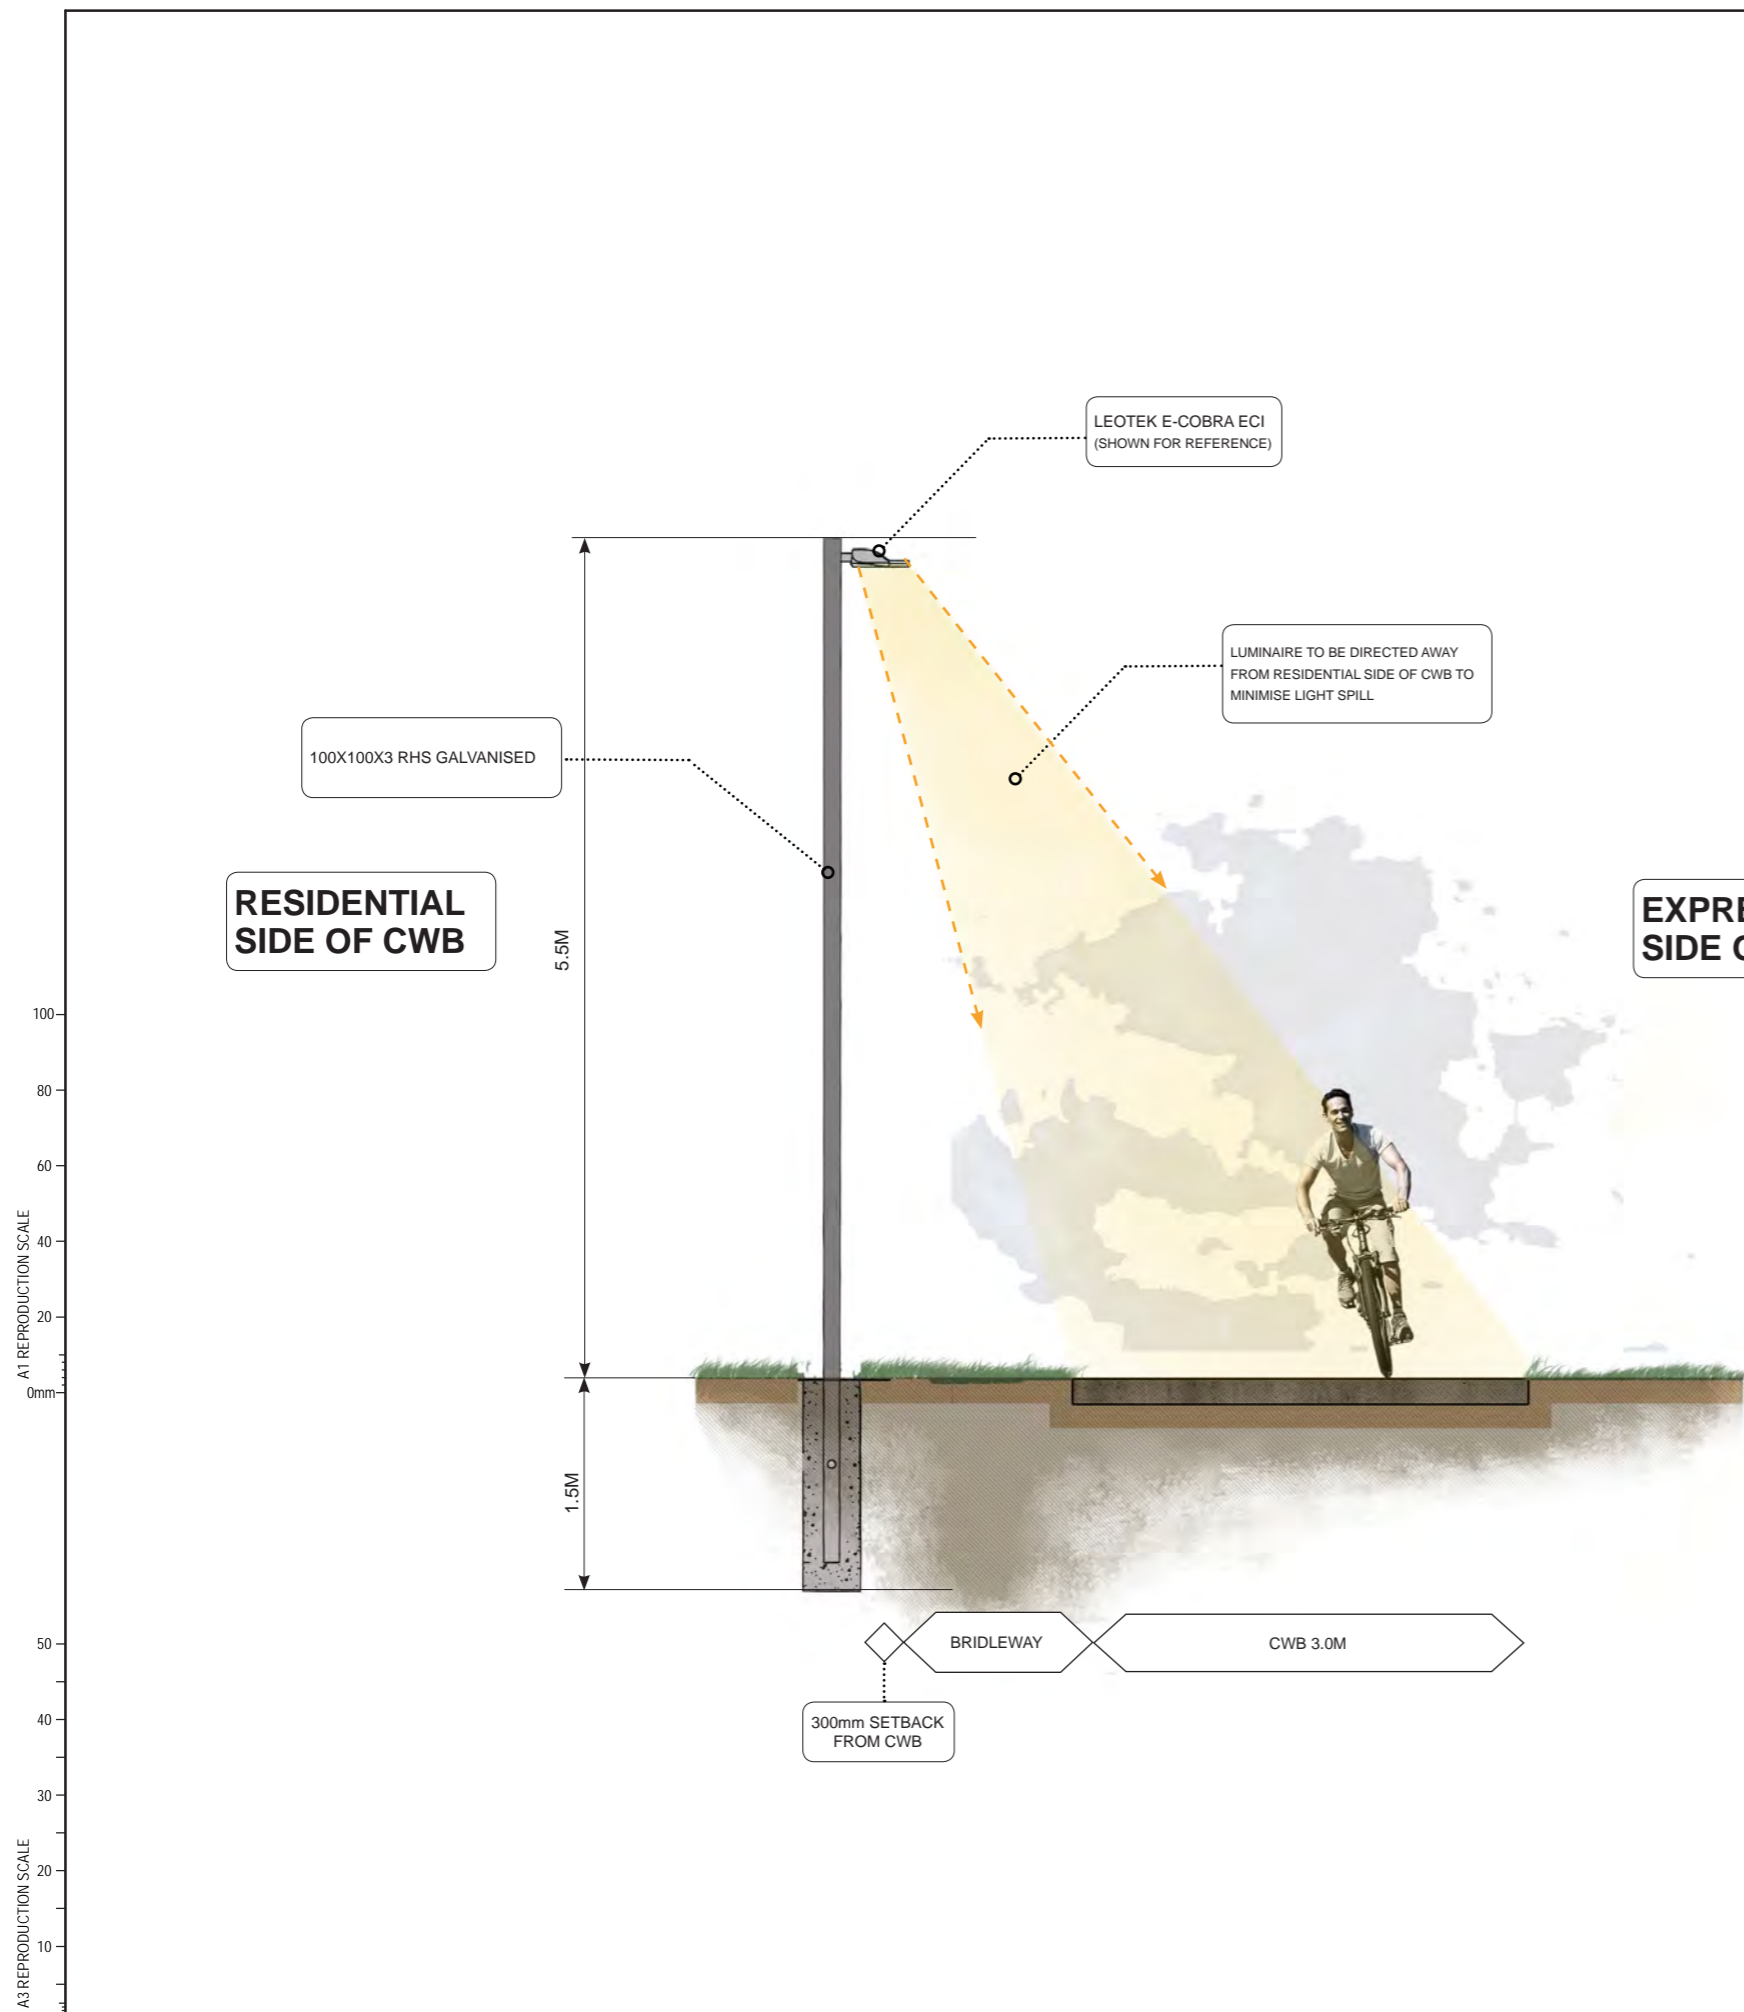 LEOTEK E-COBRA ECI
(SHOWN FOR REFERENCE)
LUMINAIRE TO BE DIRECTED AWAY
FROM RESIDENTIAL SIDE OF CWB TO
MINIMISE LIGHT SPILL
100X100X3 RHS GALVANISED
RESIDENTIAL
SIDE OF CWB
EXPRE
SIDE O
5.5M
1.5M
BRIDLEWAY
CWB 3.0M
300mm SETBACK
FROM CWB
A1 REPRODUCTION SCALE
100
80
60
40
20
0mm
A3 REPRODUCTION SCALE
50
40
30
20
10